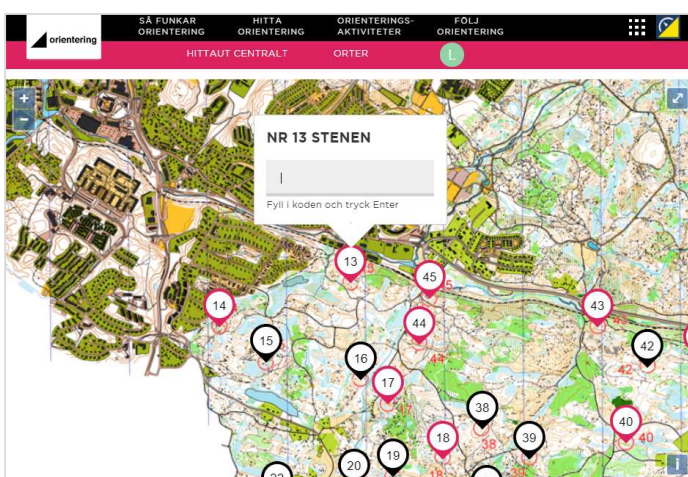 orientering
SÅ FUNKAR
ORIENTERING
HITTA
ORIENTERING
ORIENTERINGS-
AKTIVITETER
FÖLJ
ORIENTERING
HITTAUT CENTRALT
ORTER
L
+
−
NR 13 STENEN
Fyll i koden och tryck Enter
13
45
14
43
44
15
42
16
42
44
17
17
38
40
40
18
38
39
19
20
18
i